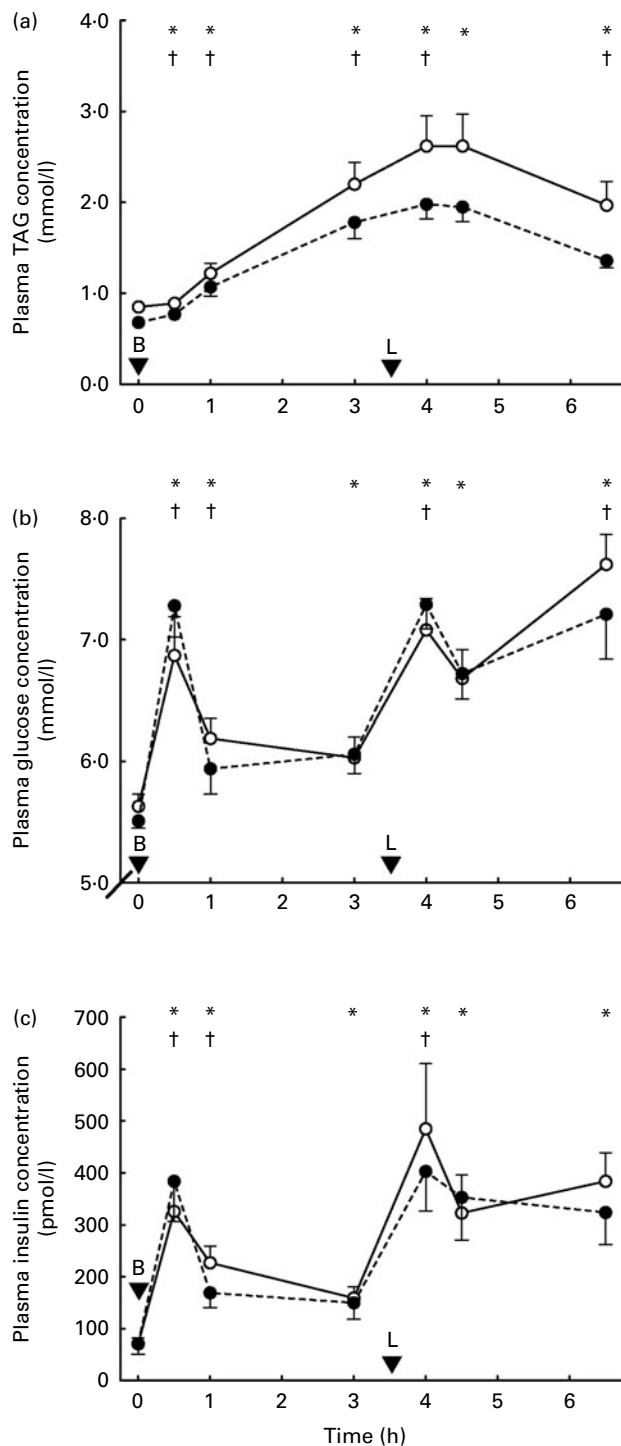 (a)
4·0
3·0
2·0
1·0
0·0
Plasma TAG concentration
(mmol/l)
* * * * * *
† † † † †
B
L
0 1 2 3 4 5 6
(b)
8·0
7·0
6·0
5·0
Plasma glucose concentration
(mmol/l)
* * * * * *
† † † †
B
L
0 1 2 3 4 5 6
(c)
700
600
500
400
300
200
100
0
Plasma insulin concentration
(pmol/l)
* * * * * *
† † †
B
L
0 1 2 3 4 5 6
Time (h)